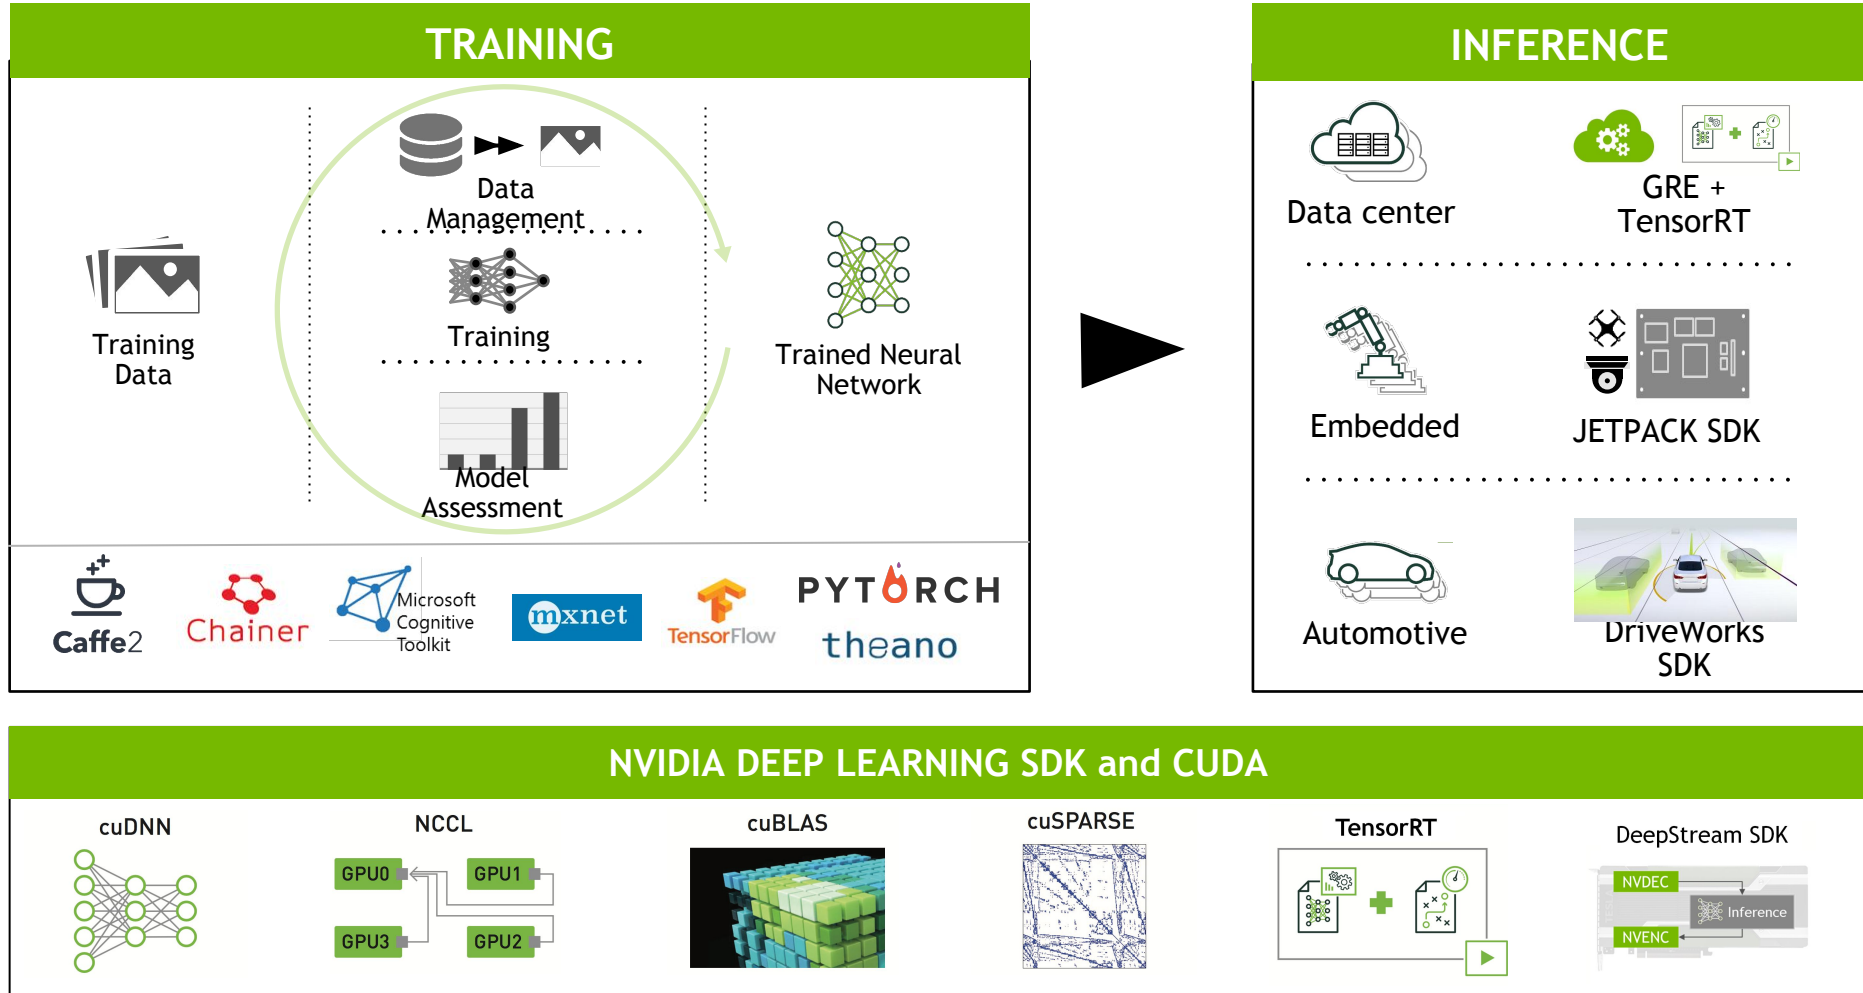 TRAINING
INFERENCE
Data
Management
Training
Data
Training
Model
Assessment
Trained Neural
Network
Caffe2
Chainer
Microsoft
Cognitive
Toolkit
mxnet
TensorFlow
PYTORCH
theano
Data center
GRE +
TensorRT
Embedded
JETPACK SDK
Automotive
DriveWorks
SDK
NVIDIA DEEP LEARNING SDK and CUDA
cuDNN
NCCL
GPU0
GPU1
GPU3
GPU2
cuBLAS
cuSPARSE
TensorRT
DeepStream SDK
NVDEC
Inference
NVENC